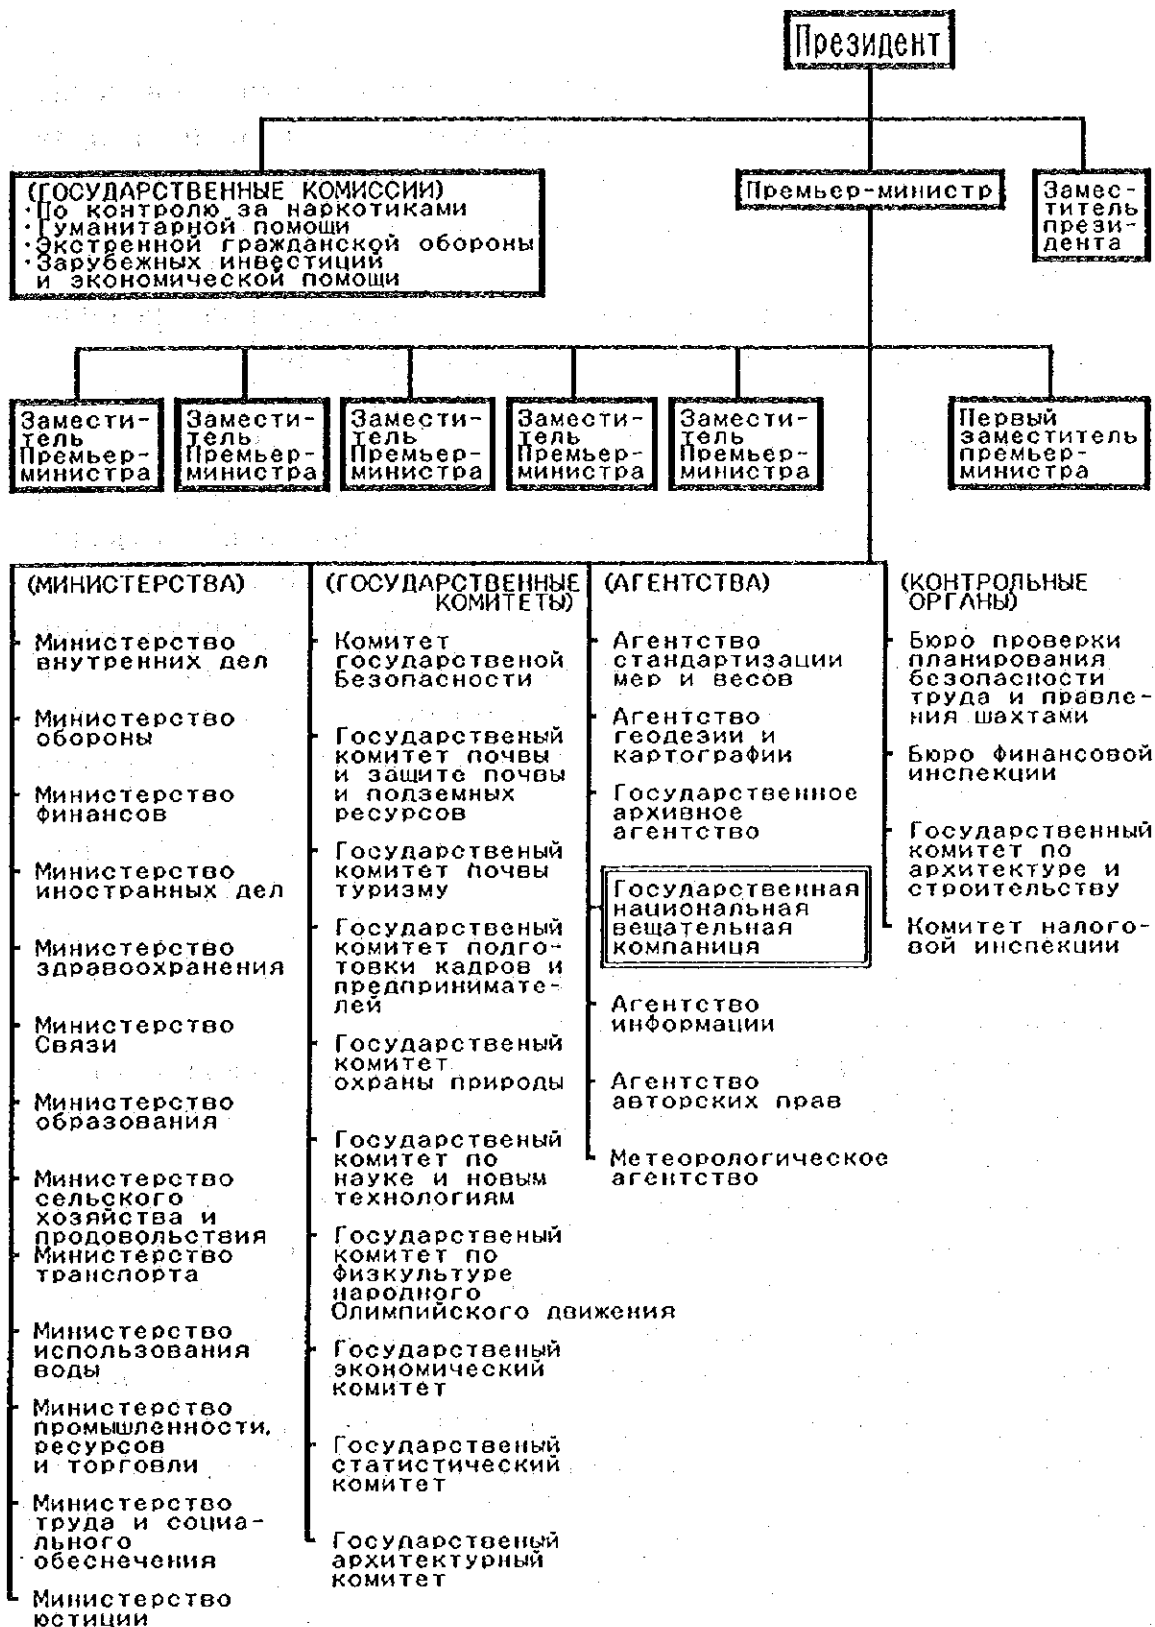 Президент
(ГОСУДАРСТВЕННЫЕ КОМИССИИ)
·По контролю за наркотиками
·Гуманитарной помощи
·Экстренной гражданской обороны
·Зарубежных инвестиций
и экономической помощи
Премьер-министр
Замес-
титель
прези-
дента
Замести-
тель
Премьер-
министра
Замести-
тель
Премьер-
министра
Замести-
тель
Премьер-
министра
Замести-
тель
Премьер-
министра
Замести-
тель
Премьер-
министра
Первый
заместитель
премьер-
министра
(МИНИСТЕРСТВА)
Министерство
внутренних дел
Министерство
обороны
Министерство
финансов
Министерство
иностранных дел
Министерство
здравоохранения
Министерство
Связи
Министерство
образования
Министерство
сельского
хозяйства и
продовольствия
Министерство
транспорта
Министерство
использования
воды
Министерство
промышленности,
ресурсов
и торговли
Министерство
труда и социа-
льного
обеснечения
Министерство
юстиции
(ГОСУДАРСТВЕННЫЕ
КОМИТЕТЫ)
Комитет
государственой
Безопасности
Государственый
комитет почвы
и защите почвы
и подземных
ресурсов
Государственый
комитет почвы
туризму
Государственый
комитет подго-
товки кадров и
предпринимате-
лей
Государственый
комитет
охраны природы
Государственый
комитет по
науке и новым
технологиям
Государственый
комитет по
физкультуре
народного
Олимпийского движения
Государственый
экономический
комитет
Государственый
статистический
комитет
Государственый
архитектурный
комитет
(АГЕНТСТВА)
Агентство
стандартизации
мер и весов
Агентство
геодезии и
картографии
Государственное
архивное
агентство
Государственная
национальная
вещательная
компаниця
Агентство
информации
Агентство
авторских прав
Метеорологическое
агентство
(КОНТРОЛЬНЫЕ
ОРГАНЫ)
Бюро проверки
планирования
безопасности
труда и правле-
ния шахтами
Бюро Финансовой
инспекции
Государственный
комитет по
архитектуре и
строительству
Комитет налого-
вой инспекции